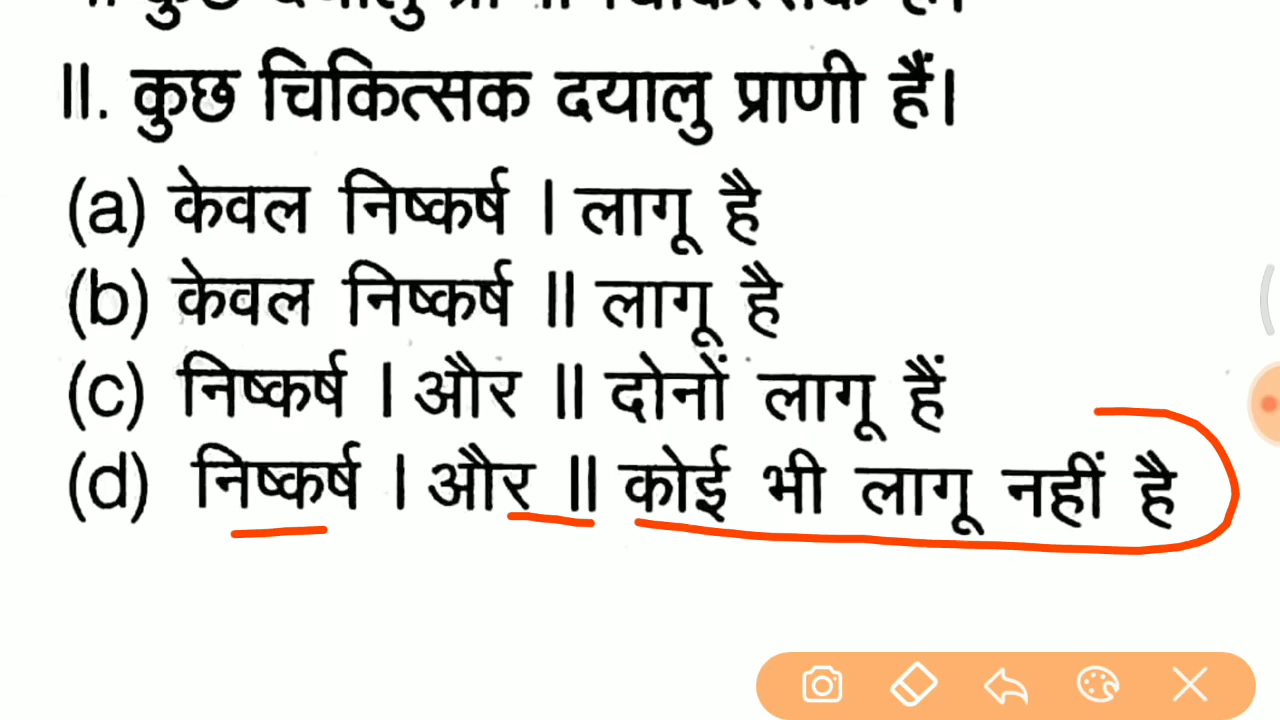 II. कुछ चिकित्सक दयालु प्राणी हैं।
(a) केवल निष्कर्ष I लागू है
(b) केवल निष्कर्ष II लागू है
(c) निष्कर्ष I और II दोनों लागू हैं
(d) निष्कर्ष I और II कोई भी लागू नहीं है